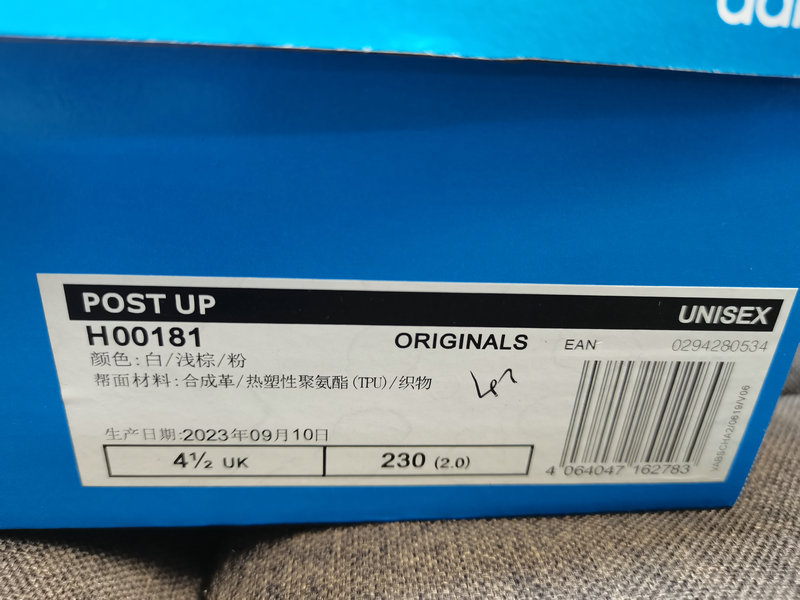 POST UP
UNISEX
H00181
ORIGINALS
EAN
0294280534
颜色:白/浅棕/粉
帮面材料:合成革/热塑性聚氨酯(TPU)/织物
生产日期:2023年09月10日
4½ UK
230 (2.0)
4 064047 162783